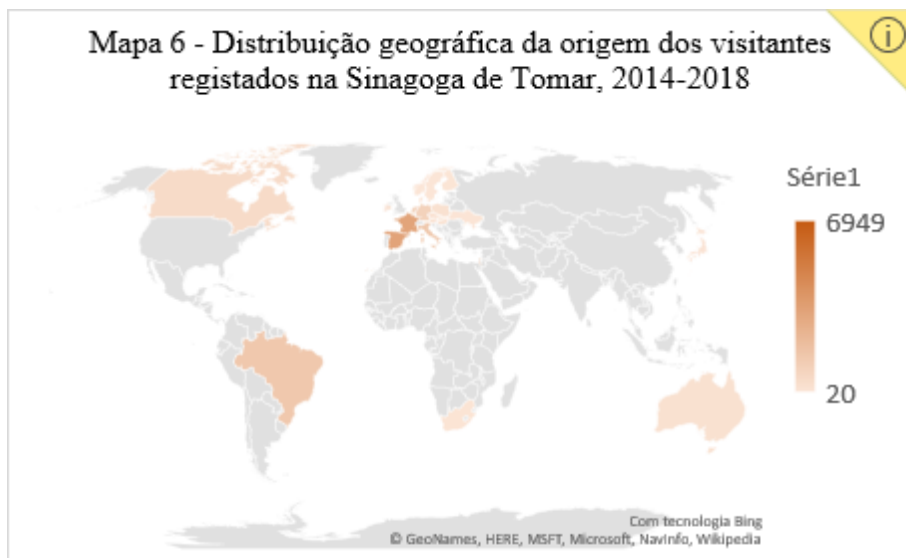 Mapa 6 - Distribuição geográfica da origem dos visitantes
registados na Sinagoga de Tomar, 2014-2018
Série1
6949
20
Com tecnologia Bing
© GeoNames, HERE, MSFT, Microsoft, NavInfo, Wikipedia